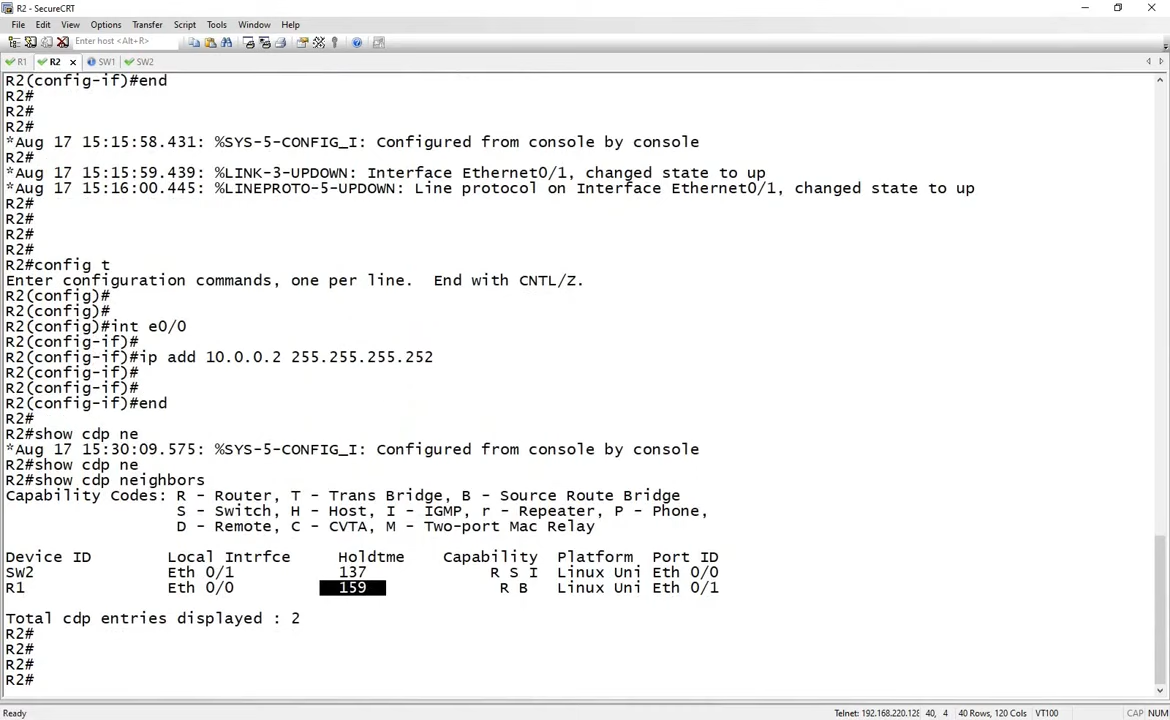 R2 - SecureCRT
File Edit View Options Transfer Script Tools Window Help
Enter host <Alt+R>
R1 R2 SW1 SW2
R2(config-if)#end
R2#
R2#
R2#
*Aug 17 15:15:58.431: %SYS-5-CONFIG_I: Configured from console by console
R2#
*Aug 17 15:15:59.439: %LINK-3-UPDOWN: Interface Ethernet0/1, changed state to up
*Aug 17 15:16:00.445: %LINEPROTO-5-UPDOWN: Line protocol on Interface Ethernet0/1, changed state to up
R2#
R2#
R2#
R2#
R2#config t
Enter configuration commands, one per line.  End with CNTL/Z.
R2(config)#
R2(config)#
R2(config)#int e0/0
R2(config-if)#
R2(config-if)#ip add 10.0.0.2 255.255.255.252
R2(config-if)#
R2(config-if)#
R2(config-if)#end
R2#
R2#show cdp ne
*Aug 17 15:30:09.575: %SYS-5-CONFIG_I: Configured from console by console
R2#show cdp ne
R2#show cdp neighbors
Capability Codes: R - Router, T - Trans Bridge, B - Source Route Bridge
S - Switch, H - Host, I - IGMP, r - Repeater, P - Phone,
D - Remote, C - CVTA, M - Two-port Mac Relay
Device ID Local Intrfce Holdtme Capability Platform Port ID
SW2 Eth 0/1 137 R S I Linux Uni Eth 0/0
R1 Eth 0/0 159 R B Linux Uni Eth 0/1
Total cdp entries displayed : 2
R2#
R2#
R2#
R2#
Ready Telnet: 192.168.220.128 40, 4 40 Rows, 120 Cols VT100 CAP NUM